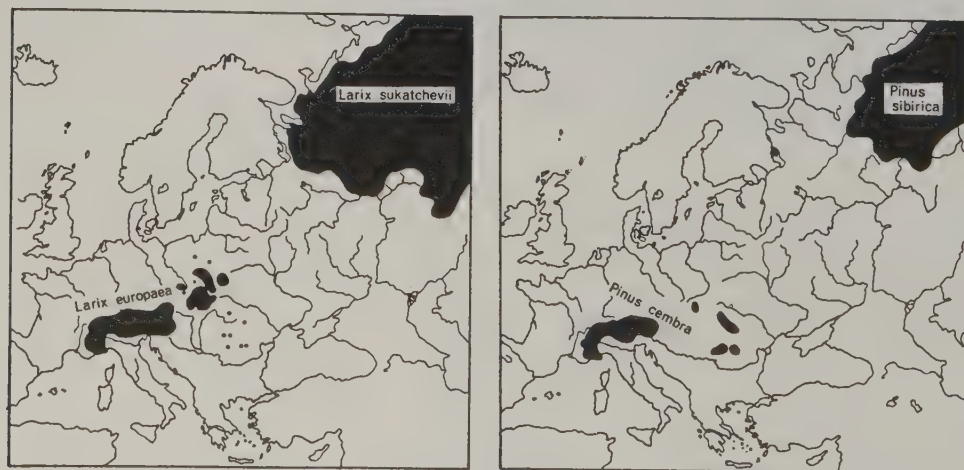 Larix sukatchevii
Larix europaea
Pinus
sibirica
Pinus cembra